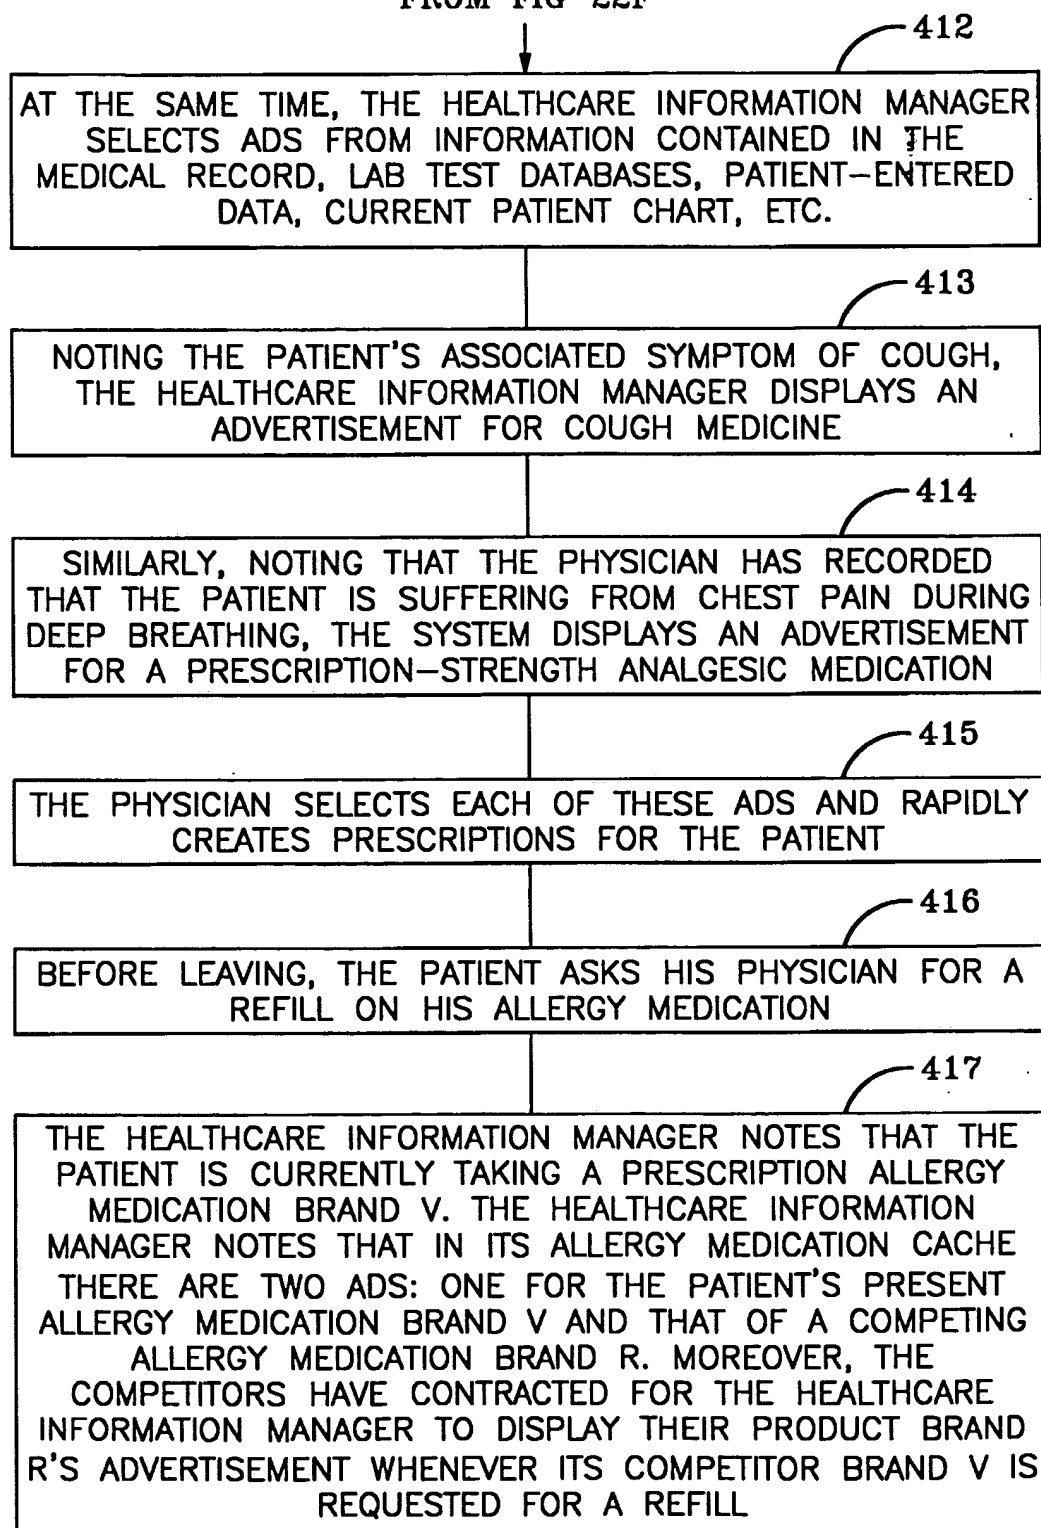 FROM FIG 22F
412
AT THE SAME TIME, THE HEALTHCARE INFORMATION MANAGER
SELECTS ADS FROM INFORMATION CONTAINED IN THE
MEDICAL RECORD, LAB TEST DATABASES, PATIENT-ENTERED
DATA, CURRENT PATIENT CHART, ETC.
413
NOTING THE PATIENT'S ASSOCIATED SYMPTOM OF COUGH,
THE HEALTHCARE INFORMATION MANAGER DISPLAYS AN
ADVERTISEMENT FOR COUGH MEDICINE
414
SIMILARLY, NOTING THAT THE PHYSICIAN HAS RECORDED
THAT THE PATIENT IS SUFFERING FROM CHEST PAIN DURING
DEEP BREATHING, THE SYSTEM DISPLAYS AN ADVERTISEMENT
FOR A PRESCRIPTION-STRENGTH ANALGESIC MEDICATION
415
THE PHYSICIAN SELECTS EACH OF THESE ADS AND RAPIDLY
CREATES PRESCRIPTIONS FOR THE PATIENT
416
BEFORE LEAVING, THE PATIENT ASKS HIS PHYSICIAN FOR A
REFILL ON HIS ALLERGY MEDICATION
417
THE HEALTHCARE INFORMATION MANAGER NOTES THAT THE
PATIENT IS CURRENTLY TAKING A PRESCRIPTION ALLERGY
MEDICATION BRAND V. THE HEALTHCARE INFORMATION
MANAGER NOTES THAT IN ITS ALLERGY MEDICATION CACHE
THERE ARE TWO ADS: ONE FOR THE PATIENT'S PRESENT
ALLERGY MEDICATION BRAND V AND THAT OF A COMPETING
ALLERGY MEDICATION BRAND R. MOREOVER, THE
COMPETITORS HAVE CONTRACTED FOR THE HEALTHCARE
INFORMATION MANAGER TO DISPLAY THEIR PRODUCT BRAND
R'S ADVERTISEMENT WHENEVER ITS COMPETITOR BRAND V IS
REQUESTED FOR A REFILL